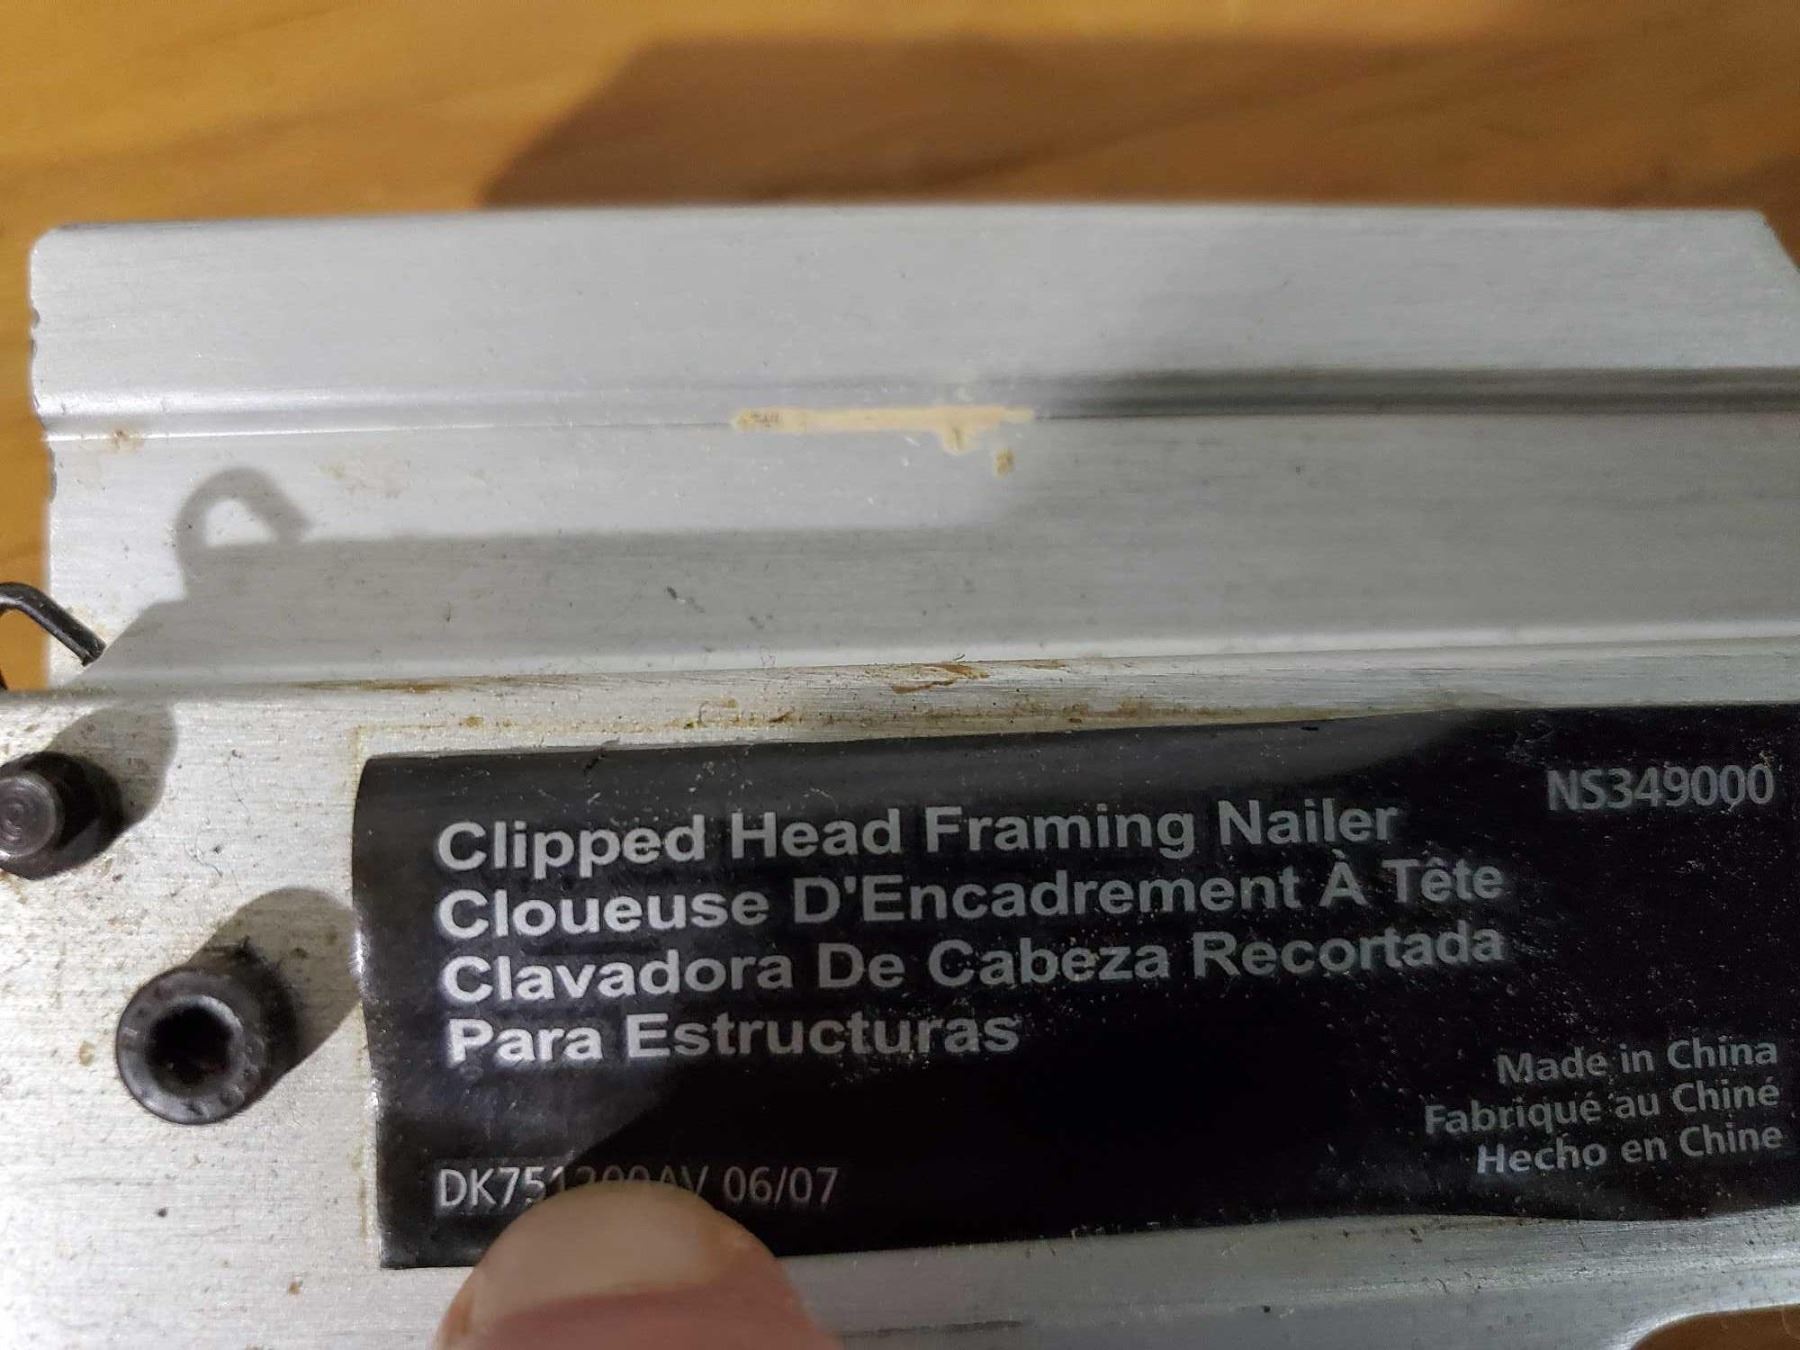 NS349000
Clipped Head Framing Nailer
Cloueuse D'Encadrement À Tête
Clavadora De Cabeza Recortada
Para Estructuras
Made in China
Fabriqué au Chiné
Hecho en Chine
06/07